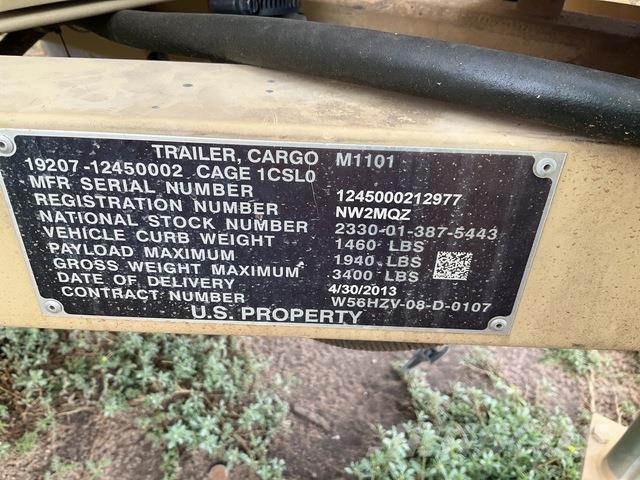 TRAILER, CARGO M1101
19207-12450002 CAGE 1CSL0
MFR SERIAL NUMBER 1245000212977
REGISTRATION NUMBER NW2MQZ
NATIONAL STOCK NUMBER 2330-01-387-5443
VEHICLE CURB WEIGHT 1460 LBS
PAYLOAD MAXIMUM 1940 LBS
GROSS WEIGHT MAXIMUM 3400 LBS
DATE OF DELIVERY 4/30/2013
CONTRACT NUMBER W56HZV-08-D-0107
U.S. PROPERTY